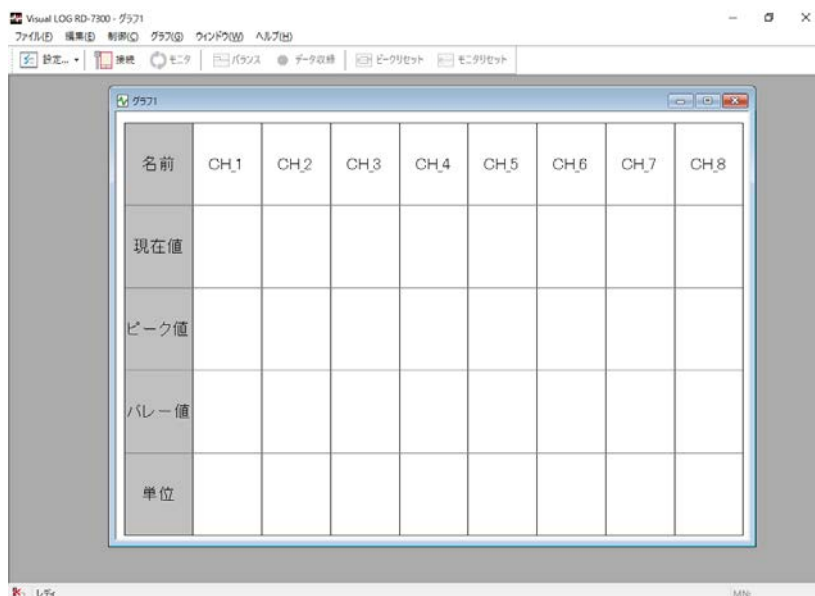 Visual LOG RD-7300 - グラフ1
ファイル(F) 編集(E) 制御(C) グラフ(G) ウィンドウ(W) ヘルプ(H)
設定... 接続 モニタ バランス データ収録 ピークリセット モニタリセット
グラフ1
名前 CH_1 CH_2 CH_3 CH_4 CH_5 CH_6 CH_7 CH_8
現在値
ピーク値
バレー値
単位
レディ